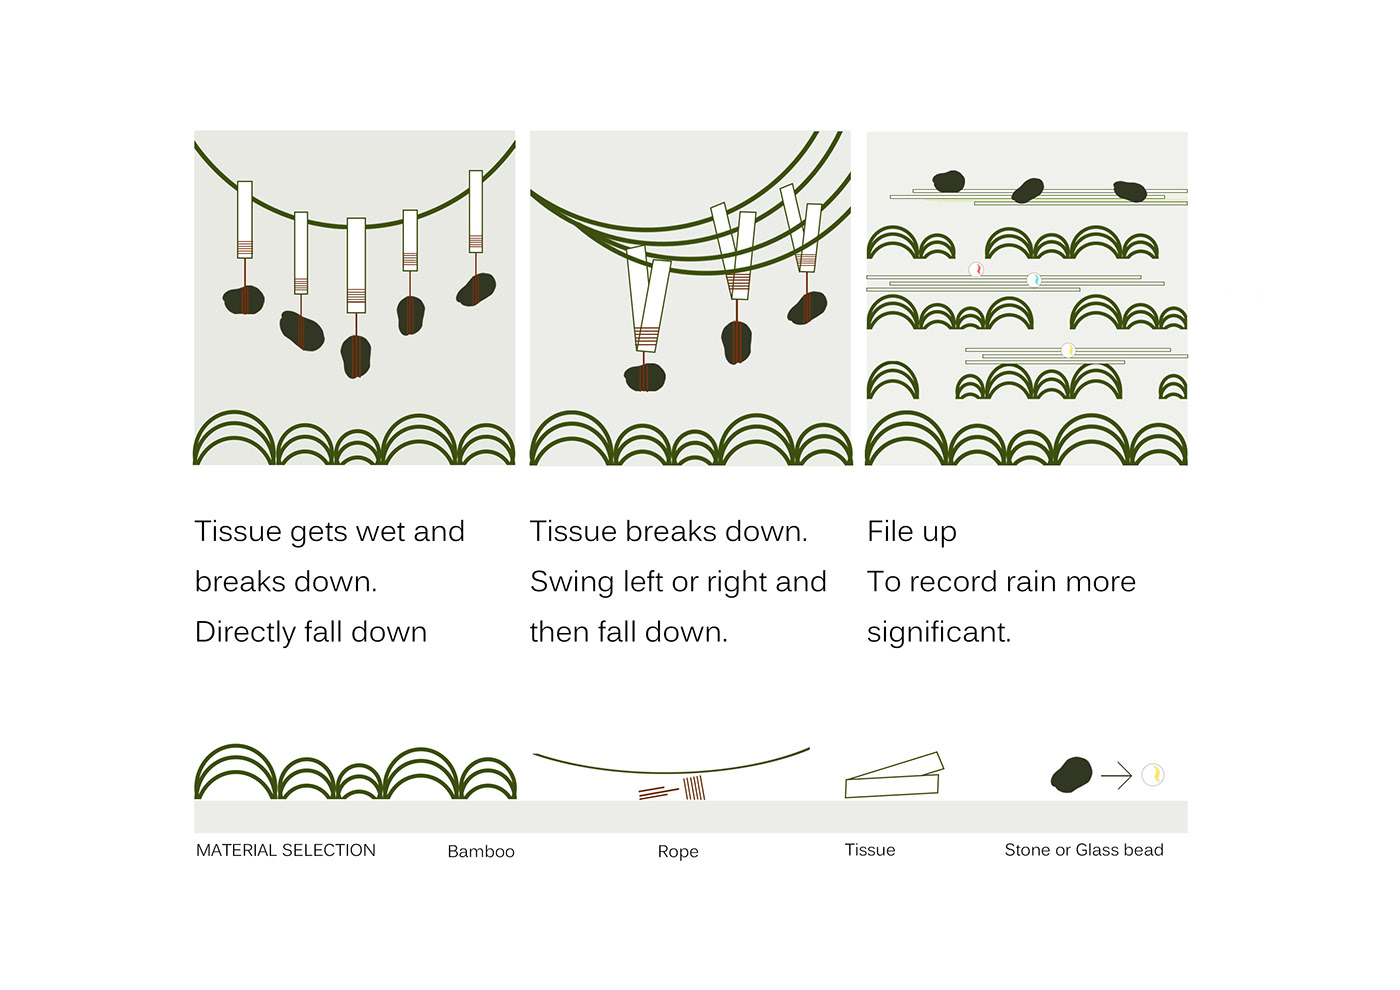 Tissue gets wet and
breaks down.
Directly fall down
Tissue breaks down.
Swing left or right and
then fall down.
File up
To record rain more
significant.
MATERIAL SELECTION
Bamboo
Rope
Tissue
Stone or Glass bead